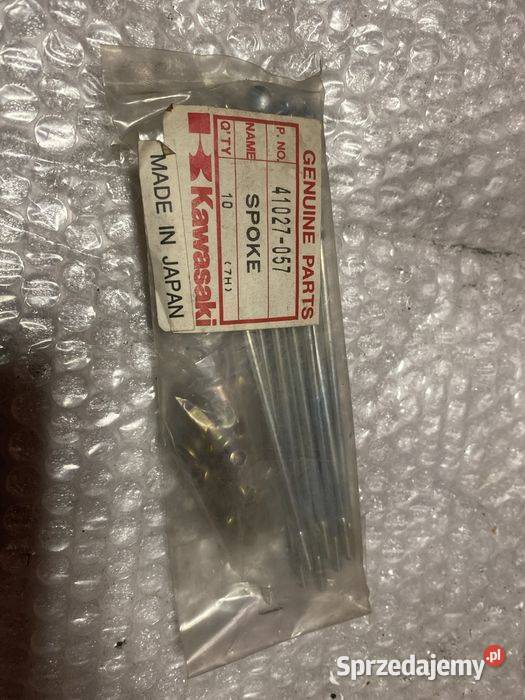 GENUINE PARTS
P. NO. 41027-057
NAME SPOKE
Q'TY 10 (7H)
Kawasaki
MADE IN JAPAN
Sprzedajemy.pl